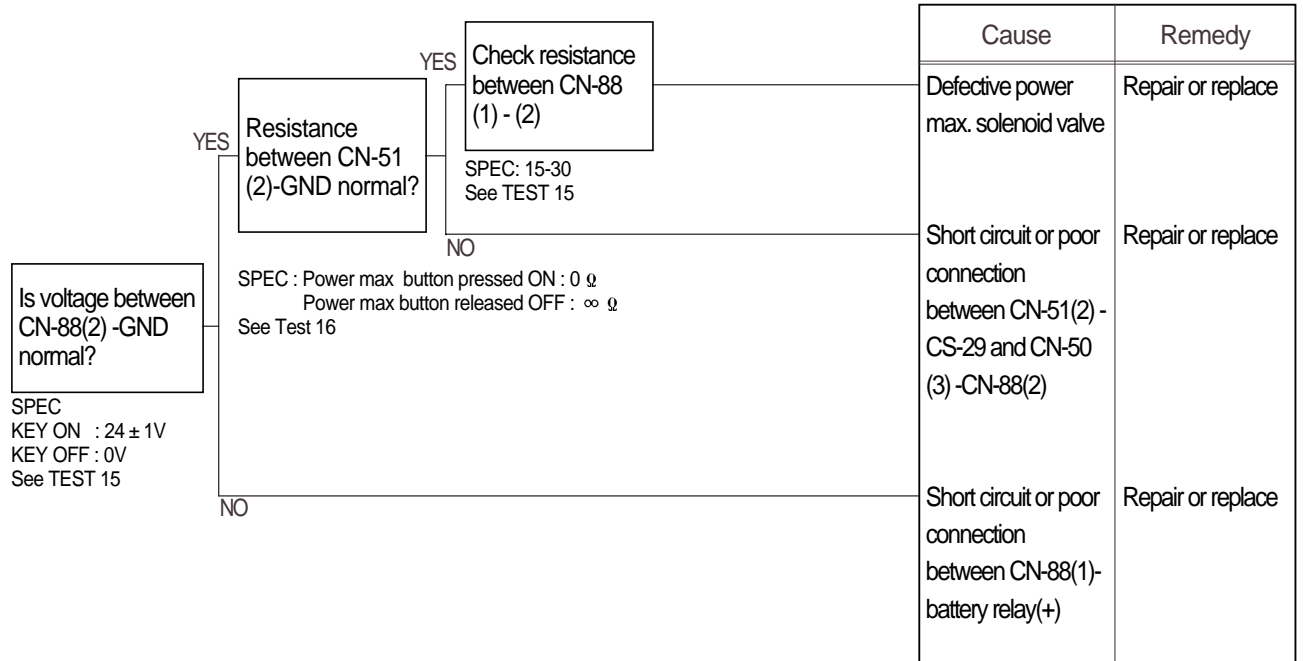 Is voltage between
CN-88(2) -GND
normal?
SPEC
KEY ON : 24 ± 1V
KEY OFF : 0V
See TEST 15
YES
NO
Resistance
between CN-51
(2)-GND normal?
SPEC : Power max button pressed ON : 0 Ω
Power max button released OFF : ∞ Ω
See Test 16
YES
NO
Check resistance
between CN-88
(1) - (2)
SPEC: 15-30
See TEST 15
Cause
Remedy
Defective power
max. solenoid valve
Repair or replace
Short circuit or poor
connection
between CN-51(2) -
CS-29 and CN-50
(3) -CN-88(2)
Repair or replace
Short circuit or poor
connection
between CN-88(1)-
battery relay(+)
Repair or replace